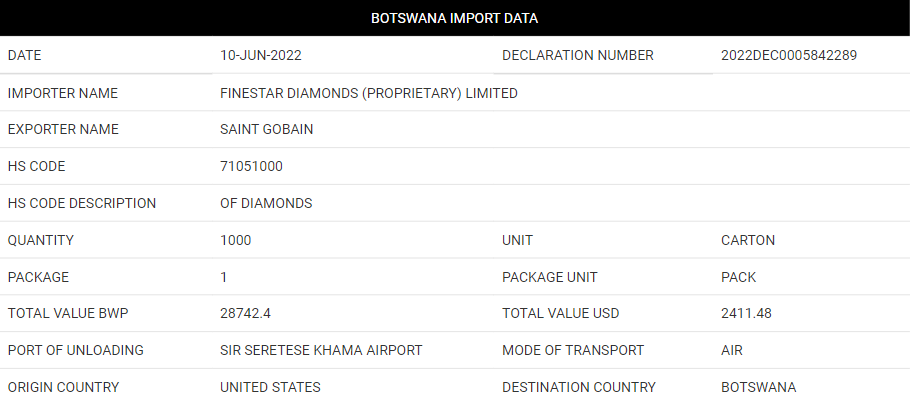 BOTSWANA IMPORT DATA
DATE 10-JUN-2022 DECLARATION NUMBER 2022DEC0005842289
IMPORTER NAME FINESTAR DIAMONDS (PROPRIETARY) LIMITED
EXPORTER NAME SAINT GOBAIN
HS CODE 71051000
HS CODE DESCRIPTION OF DIAMONDS
QUANTITY 1000 UNIT CARTON
PACKAGE 1 PACKAGE UNIT PACK
TOTAL VALUE BWP 28742.4 TOTAL VALUE USD 2411.48
PORT OF UNLOADING SIR SERETESE KHAMA AIRPORT MODE OF TRANSPORT AIR
ORIGIN COUNTRY UNITED STATES DESTINATION COUNTRY BOTSWANA